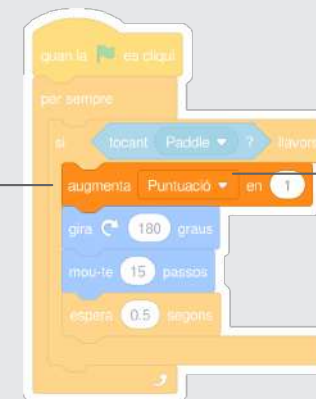 quan la es cliqui
per sempre
si tocant Paddle ? llavors
augmenta Puntuació en 1
gira 180 graus
mou-te 15 passos
espera 0.5 segons